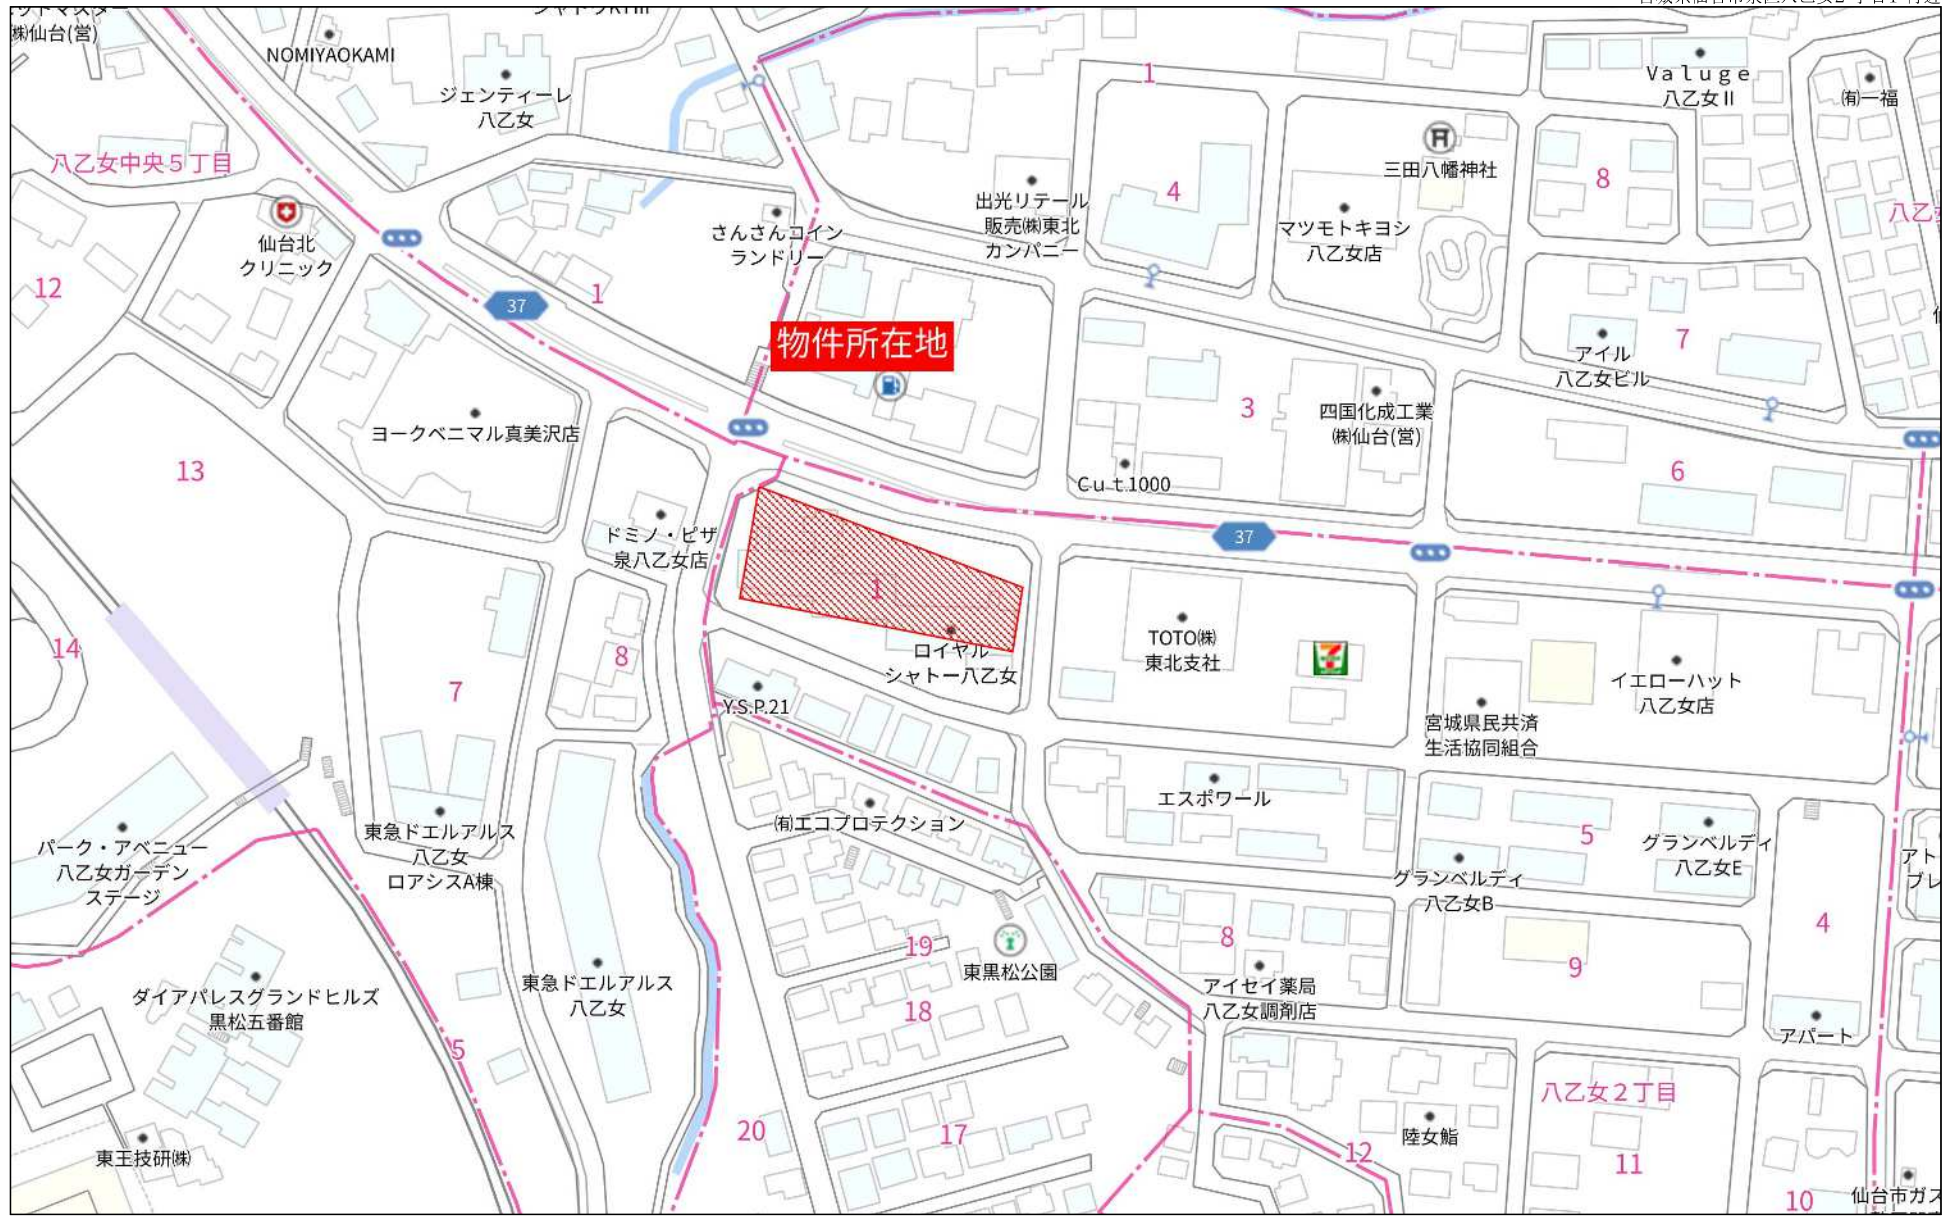 NOMIYAOKAMI
ジェンティーレ
八乙女
Ｖａｌｕｇｅ
八乙女Ⅱ
㈲一福
㈱仙台(営)
1
八乙女中央５丁目
三田八幡神社
8
4
出光リテール
販売㈱東北
カンパニー
マツモトキヨシ
八乙女店
さんさんコイン
ランドリー
仙台北
クリニック
12
37
1
物件所在地
アイル
八乙女ビル
7
ヨークベニマル真美沢店
3
四国化成工業
㈱仙台(営)
13
6
Ｃｕｔ1000
ドミノ・ピザ
泉八乙女店
37
1
ロイヤル
シャトー八乙女
TOTO㈱
東北支社
14
8
7
イエローハット
八乙女店
Y.S.P.21
宮城県民共済
生活協同組合
エスポワール
㈲エコプロテクション
東急ドエルアルス
八乙女
ロアシスA棟
パーク・アベニュー
八乙女ガーデン
ステージ
5
グランベルディ
八乙女E
グランベルディ
八乙女B
4
19
8
9
東黒松公園
アイセイ薬局
八乙女調剤店
東急ドエルアルス
八乙女
ダイアパレスグランドヒルズ
黒松五番館
18
アパート
5
八乙女２丁目
20
17
陸女鮨
12
11
東王技研㈱
10
仙台市ガス